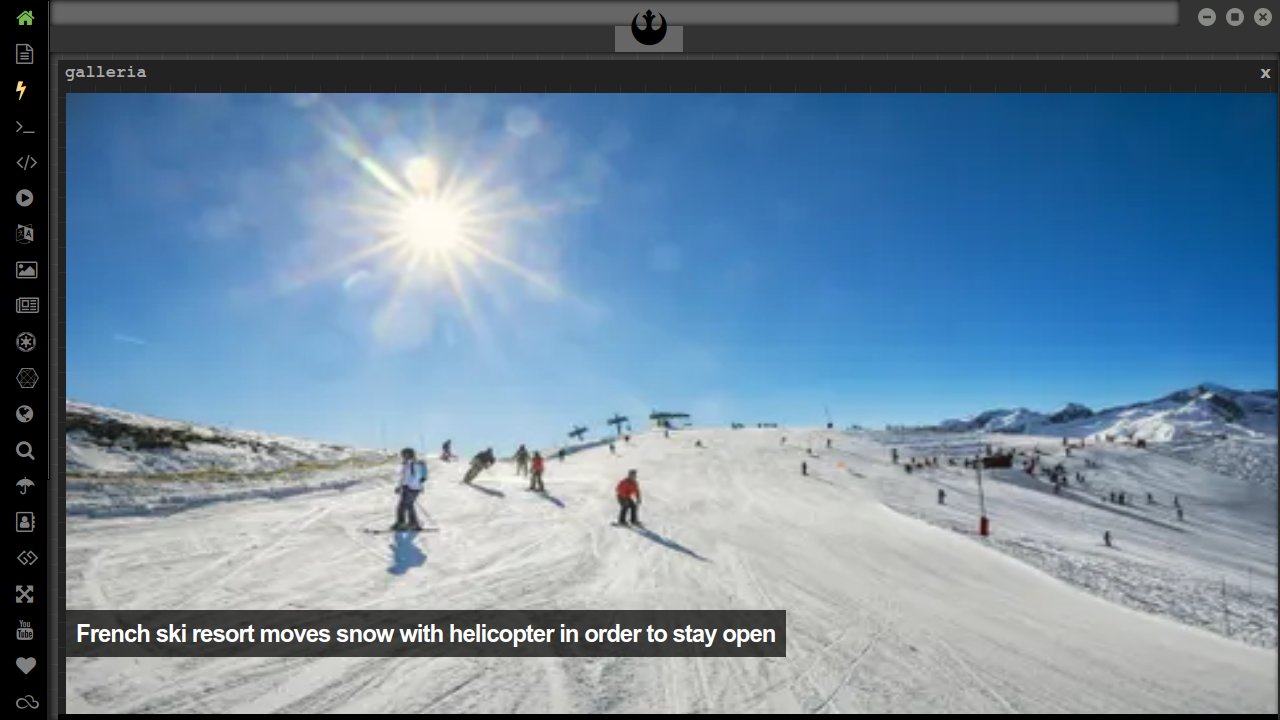 galleria
x
French ski resort moves snow with helicopter in order to stay open
You
Tube